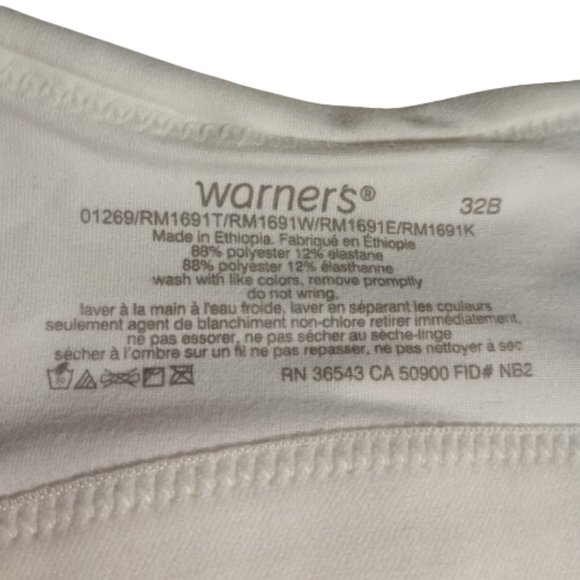 warner's® 32B
01269/RM1691T/RM1691W/RM1691E/RM1691K
Made in Ethiopia. Fabriqué en Éthiopie
88% polyester 12% elastane
88% polyester 12% élasthanne
wash with like colors, remove promptly
do not wring,
laver à la main à l'eau froide, laver en séparant les couleurs
seulement agent de blanchiment non-chlore retirer immédiatement,
ne pas essorer, ne pas sécher au sèche-linge
sécher à l'ombre sur un fil ne pas repasser, ne pas nettoyer à sec
30 RN 36543 CA 50900 FID# NB2